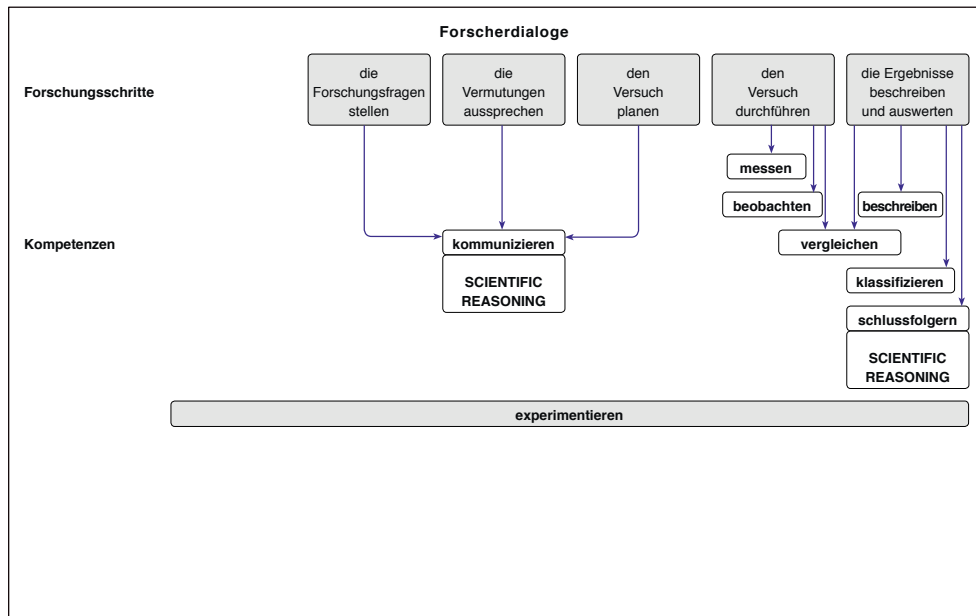 Forscherdialoge
Forschungsschritte
die
Forschungsfragen
stellen
die
Vermutungen
aussprechen
den
Versuch
planen
den
Versuch
durchführen
die Ergebnisse
beschreiben
und auswerten
messen
beobachten
beschreiben
Kompetenzen
kommunizieren
vergleichen
SCIENTIFIC
REASONING
klassifizieren
schlussfolgern
SCIENTIFIC
REASONING
experimentieren